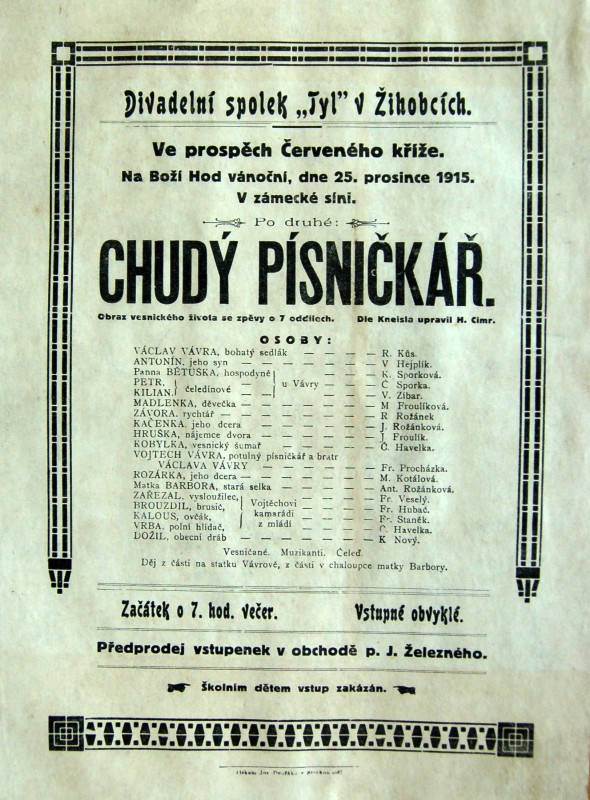 Divadelní spolek „Tyl" v Žihobcích.
Ve prospěch Červeného kříže.
Na Boží Hod vánoční, dne 25. prosince 1915.
V zámecké síni.
Po druhé:
CHUDÝ PÍSNIČKÁŘ.
Obraz vesnického života se zpěvy o 7 oddílech. Dle Kneisla upravil H. Cimr.
OSOBY:
VÁCLAV VÁVRA, bohatý sedlák — — — — R. Kůs.
ANTONÍN, jeho syn — — — — — — V Hejplík.
Panna BĚTUŠKA, hospodyně — — K. Sporková.
PETR, čeledínové — u Vávry — — Č Sporka.
KILIAN, — — — V. Zibar.
MADLENKA, děvečka — — — — — — M Froulíková.
ZÁVORA, rychtář — — — — — — R Rožánek
KAČENKA, jeho dcera — — — — — J. Rožánková.
HRUŠKA, nájemce dvora — — — — — J Froulík.
KOBYLKA, vesnický šumař — — — — Č. Havelka.
VOJTĚCH VÁVRA, potulný písničkář a bratr
VÁCLAVA VÁVRY — — — — — Fr. Procházka.
ROZÁRKA, jeho dcera — — — — — M. Kotálová.
Matka BARBORA, stará selka — — — — Ant. Rožánková.
ZAŘEZAL, vysloužilec, — — — Fr. Veselý.
BROUZDIL, brusič, Vojtěchovi — — — Fr. Hubač.
KALOUS, ovčák, kamarádi — — — Fr. Staněk.
VRBA, polní hlídač, z mládí — — — Č. Havelka.
DOŽIL, obecní dráb — — — — — — K Nový.
Vesničané. Muzikanti. Čeleď.
Děj z části na statku Vávrově, z části v chaloupce matky Barbory.
Začátek o 7. hod. večer. Vstupné obvyklé.
Předprodej vstupenek v obchodě p. J. Železného.
Školním dětem vstup zakázán.